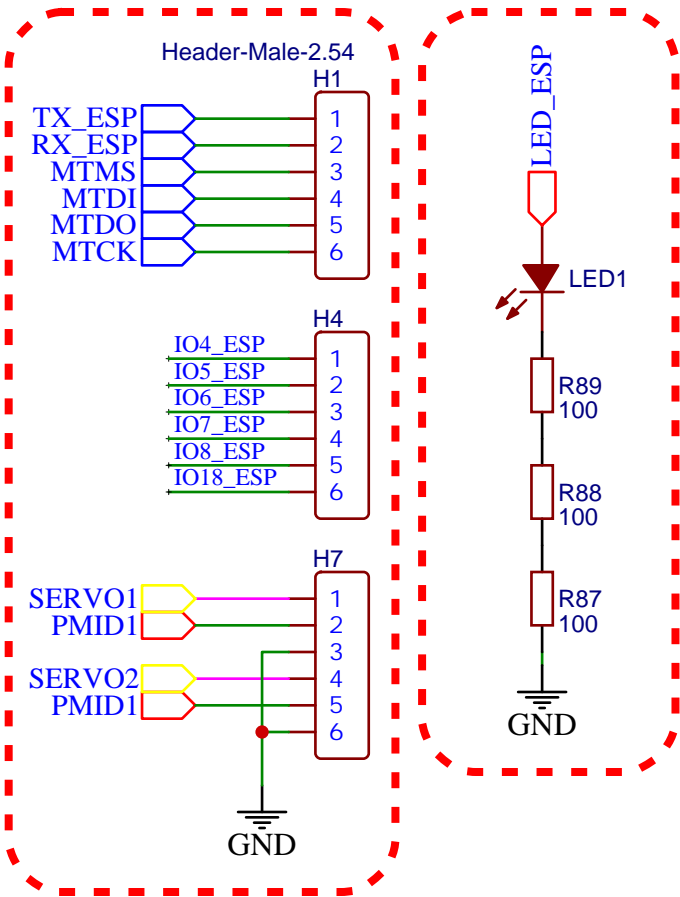 Header-Male-2.54
H1
TX_ESP 1
RX_ESP 2
MTMS 3
MTDI 4
MTDO 5
MTCK 6
H4
IO4_ESP 1
IO5_ESP 2
IO6_ESP 3
IO7_ESP 4
IO8_ESP 5
IO18_ESP 6
H7
SERVO1 1
PMID1 2
3
SERVO2 4
PMID1 5
6
GND
LED_ESP
LED1
R89
100
R88
100
R87
100
GND